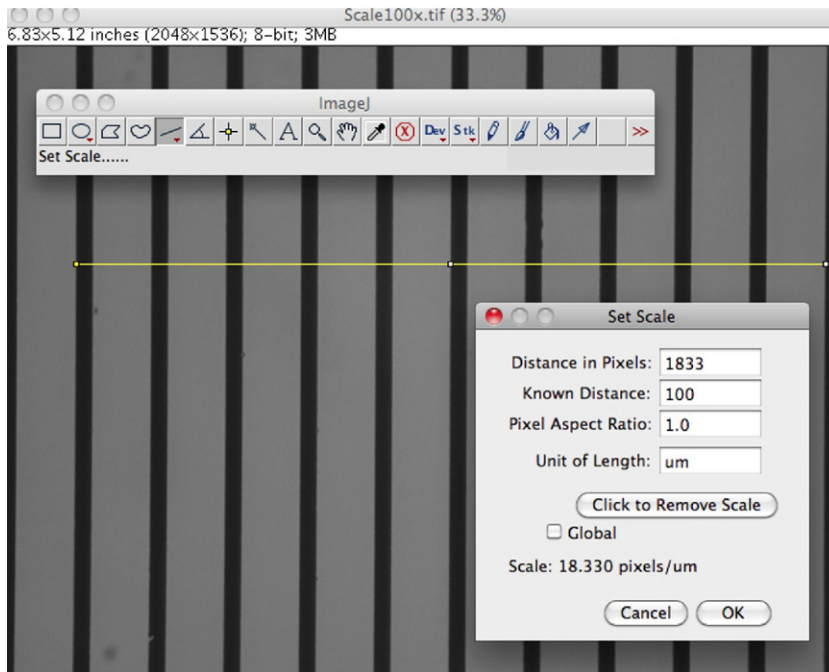 Scale100x.tif (33.3%)
6.83x5.12 inches (2048x1536); 8-bit; 3MB
ImageJ
A Dev Stk >>
Set Scale......
Set Scale
Distance in Pixels: 1833
Known Distance: 100
Pixel Aspect Ratio: 1.0
Unit of Length: um
Click to Remove Scale
Global
Scale: 18.330 pixels/um
Cancel OK